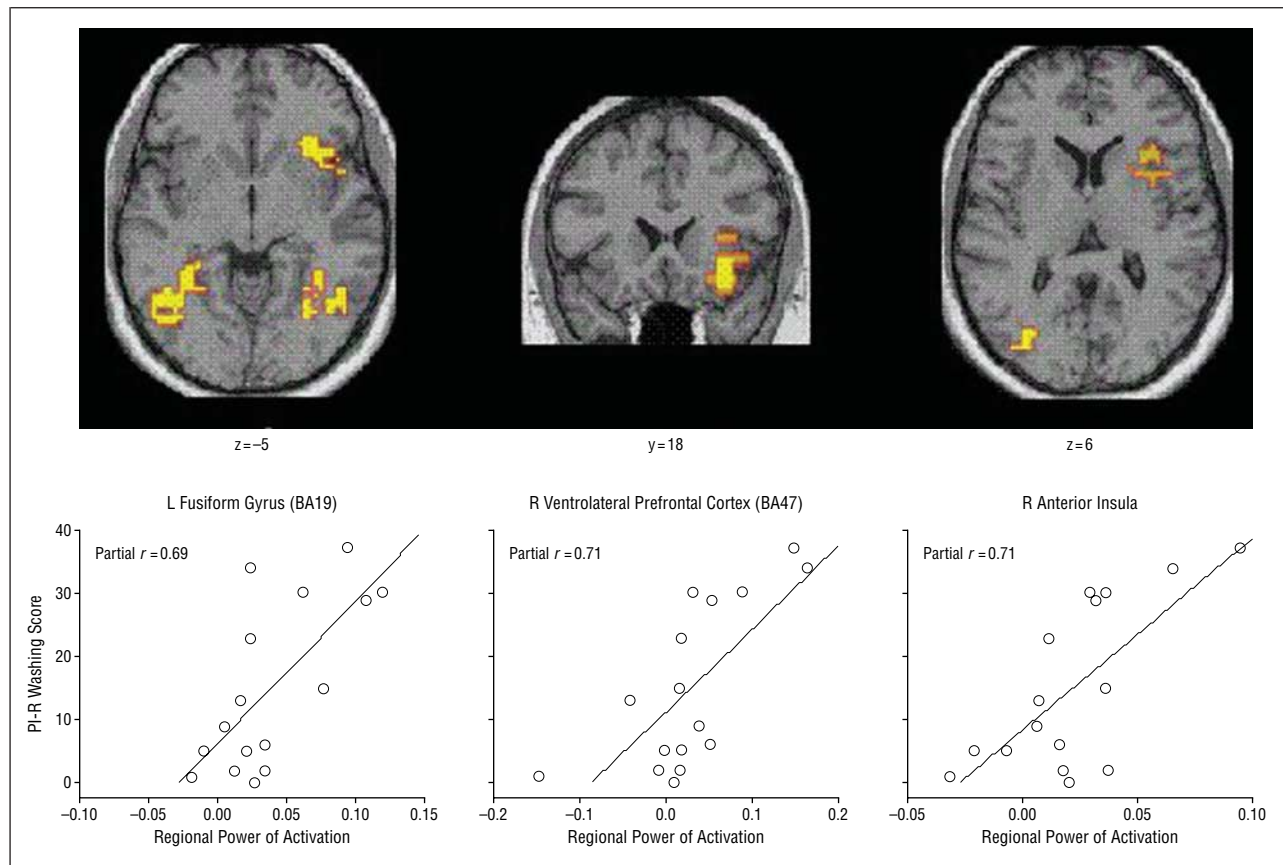 z=–5
y=18
z=6
L Fusiform Gyrus (BA19)
R Ventrolateral Prefrontal Cortex (BA47)
R Anterior Insula
40
30
20
10
0
PI-R Washing Score
Partial r = 0.69
Partial r = 0.71
Partial r = 0.71
–0.10 –0.05 0.00 0.05 0.10 0.15
–0.2 –0.1 0.0 0.1 0.2
–0.05 0.00 0.05 0.10
Regional Power of Activation
Regional Power of Activation
Regional Power of Activation